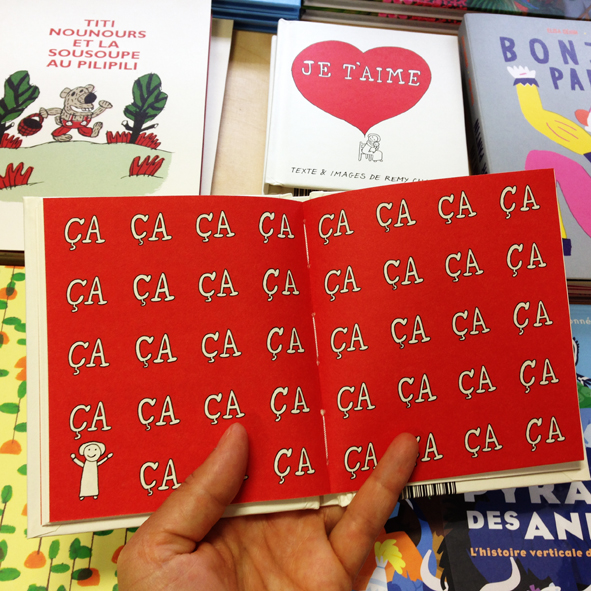 TITI
NOUNOURS
ET LA
SOUSOUPE
AU PILIPILI
JE T'AIME
TEXTE & IMAGES DE REMY
ÇA ÇA ÇA ÇA ÇA ÇA ÇA ÇA
ÇA ÇA ÇA ÇA ÇA ÇA ÇA ÇA
ÇA ÇA ÇA ÇA ÇA ÇA ÇA ÇA
ÇA ÇA ÇA ÇA ÇA ÇA ÇA ÇA
ÇA ÇA ÇA ÇA ÇA ÇA ÇA
DES
L'histoire verticale